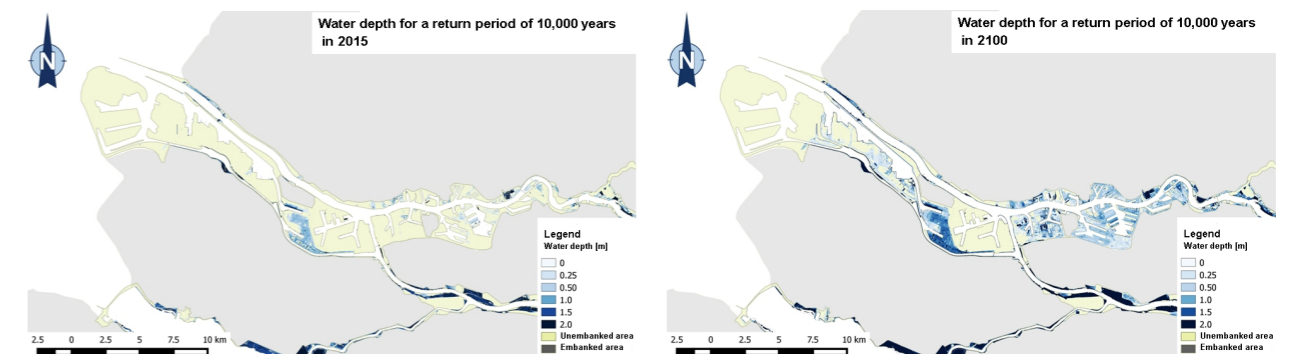 Water depth for a return period of 10,000 years
in 2015
N
Legend
Water depth [m]
0
0.25
0.50
1.0
1.5
2.0
Unembanked area
Embanked area
2.5 0 2.5 5 7.5 10 km
Water depth for a return period of 10,000 years
in 2100
N
Legend
Water depth [m]
0
0.25
0.50
1.0
1.5
2.0
Unembanked area
Embanked area
2.5 0 2.5 5 7.5 10 km